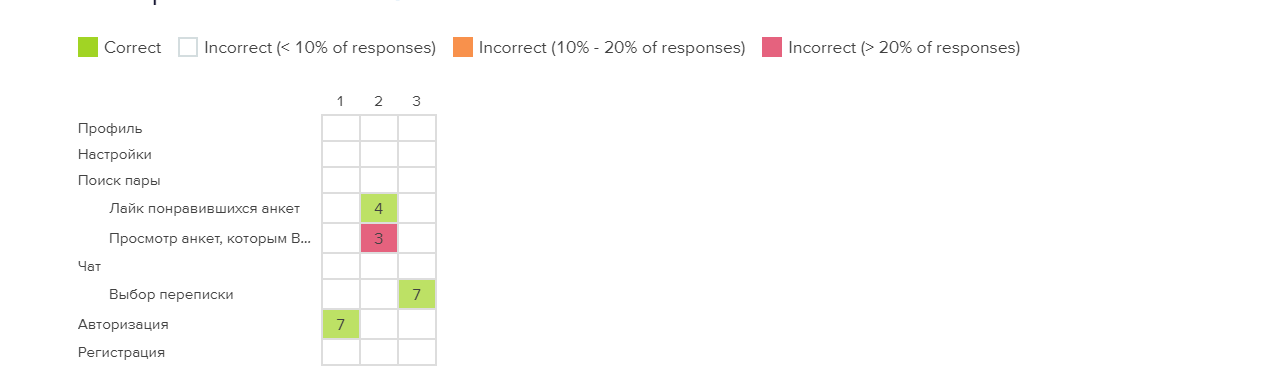 Correct Incorrect (< 10% of responses) Incorrect (10% - 20% of responses) Incorrect (> 20% of responses)
1 2 3
Профиль
Настройки
Поиск пары
Лайк понравившихся анкет 4
Просмотр анкет, которым В... 3
Чат
Выбор переписки 7
Авторизация 7
Регистрация